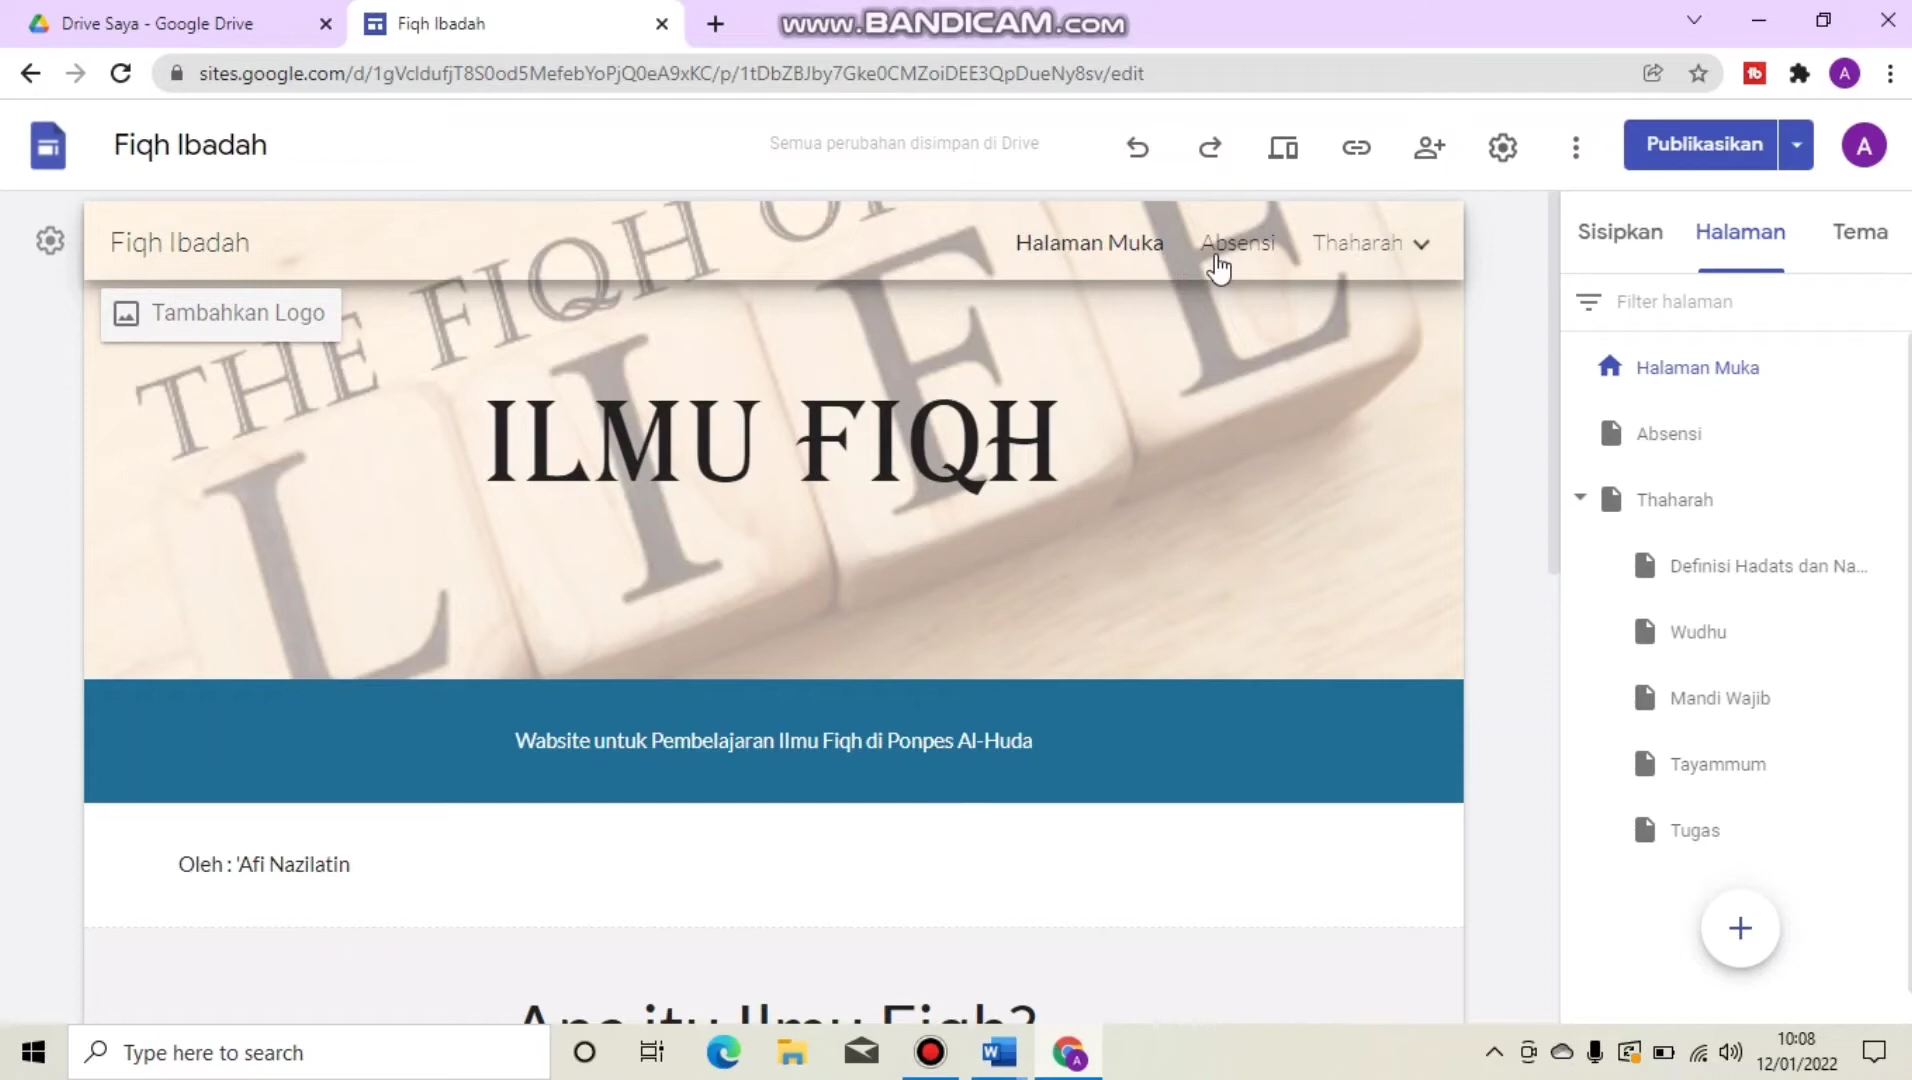 Drive Saya - Google Drive
Fiqh Ibadah
www.BANDICAM.com
sites.google.com/d/1gVcldufjT8S0od5MefebYoPjQ0eA9xKC/p/1tDbZBJby7Gke0CMZoiDEE3QpDueNy8sv/edit
A
Fiqh Ibadah
Semua perubahan disimpan di Drive
Publikasikan
A
Fiqh Ibadah
Halaman Muka
Absensi
Thaharah
Tambahkan Logo
THE FIQH OF
LIFE
ILMU FIQH
Wabsite untuk Pembelajaran Ilmu Fiqh di Ponpes Al-Huda
Oleh : 'Afi Nazilatin
Apa itu Ilmu Fiqh?
Sisipkan
Halaman
Tema
Filter halaman
Halaman Muka
Absensi
Thaharah
Definisi Hadats dan Na...
Wudhu
Mandi Wajib
Tayammum
Tugas
Type here to search
10:08
12/01/2022